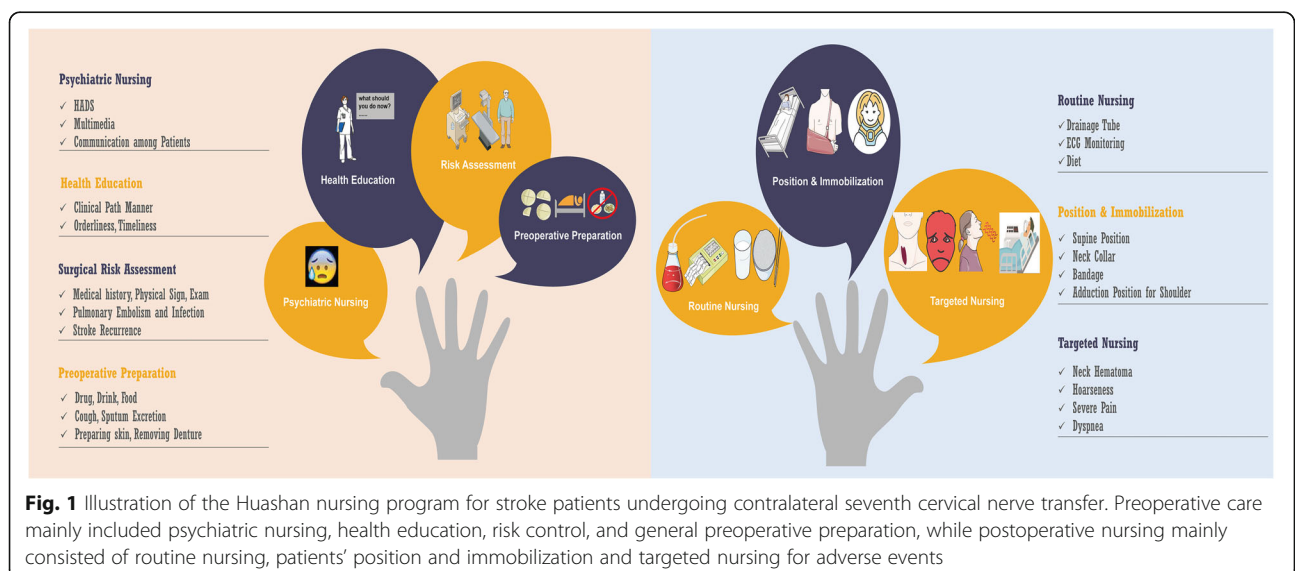 Psychiatric Nursing
✓ HADS
✓ Multimedia
✓ Communication among Patients
Health Education
✓ Clinical Path Manner
✓ Orderliness, Timeliness
Surgical Risk Assessment
✓ Medical history, Physical Sign, Exam
✓ Pulmonary Embolism and Infection
✓ Stroke Recurrence
Preoperative Preparation
✓ Drug, Drink, Food
✓ Cough, Sputum Excretion
✓ Preparing skin, Removing Denture
what should
you do now?
Health Education
Risk Assessment
Preoperative Preparation
Psychiatric Nursing
Position & Immobilization
Routine Nursing
Targeted Nursing
Routine Nursing
✓ Drainage Tube
✓ ECG Monitoring
✓ Diet
Position & Immobilization
✓ Supine Position
✓ Neck Collar
✓ Bandage
✓ Adduction Position for Shoulder
Targeted Nursing
✓ Neck Hematoma
✓ Hoarseness
✓ Severe Pain
✓ Dyspnea
Fig. 1 Illustration of the Huashan nursing program for stroke patients undergoing contralateral seventh cervical nerve transfer. Preoperative care
mainly included psychiatric nursing, health education, risk control, and general preoperative preparation, while postoperative nursing mainly
consisted of routine nursing, patients' position and immobilization and targeted nursing for adverse events